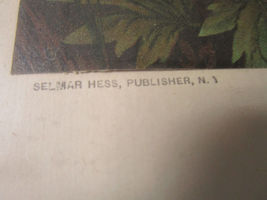 SELMAR HESS, PUBLISHER, N. Y